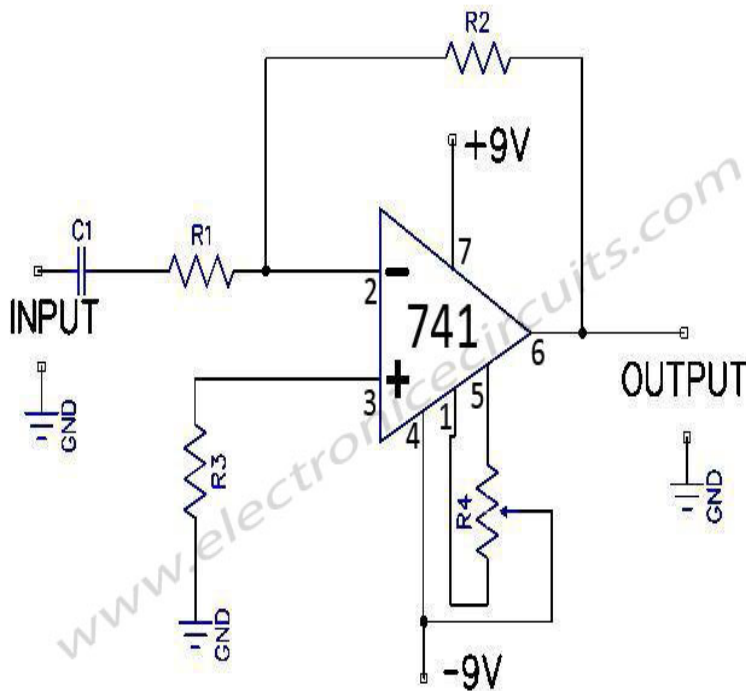 R2
+9V
C1
R1
7
2
-
INPUT
741
6
+
3
5
OUTPUT
4
1
GND
R3
R4
GND
GND
-9V
www.electronicecircuits.com